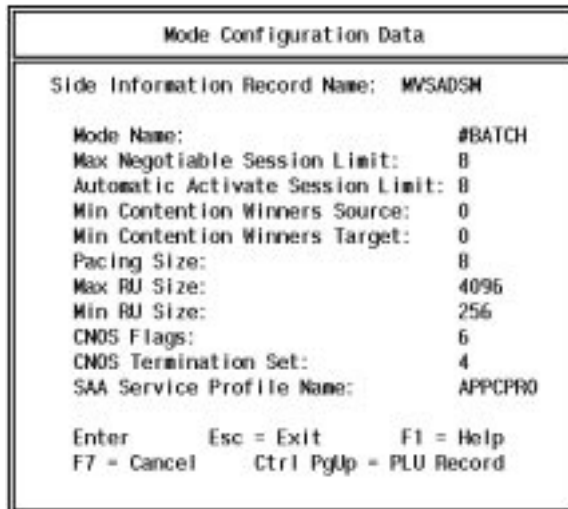 Mode Configuration Data
Side Information Record Name: MVSADSM
Mode Name: #BATCH
Max Negotiable Session Limit: 8
Automatic Activate Session Limit: 8
Min Contention Winners Source: 0
Min Contention Winners Target: 0
Pacing Size: 8
Max RU Size: 4096
Min RU Size: 256
CNOS Flags: 6
CNOS Termination Set: 4
SAA Service Profile Name: APPCPRO
Enter Esc = Exit F1 = Help
F7 = Cancel Ctrl PgUp = PLU Record